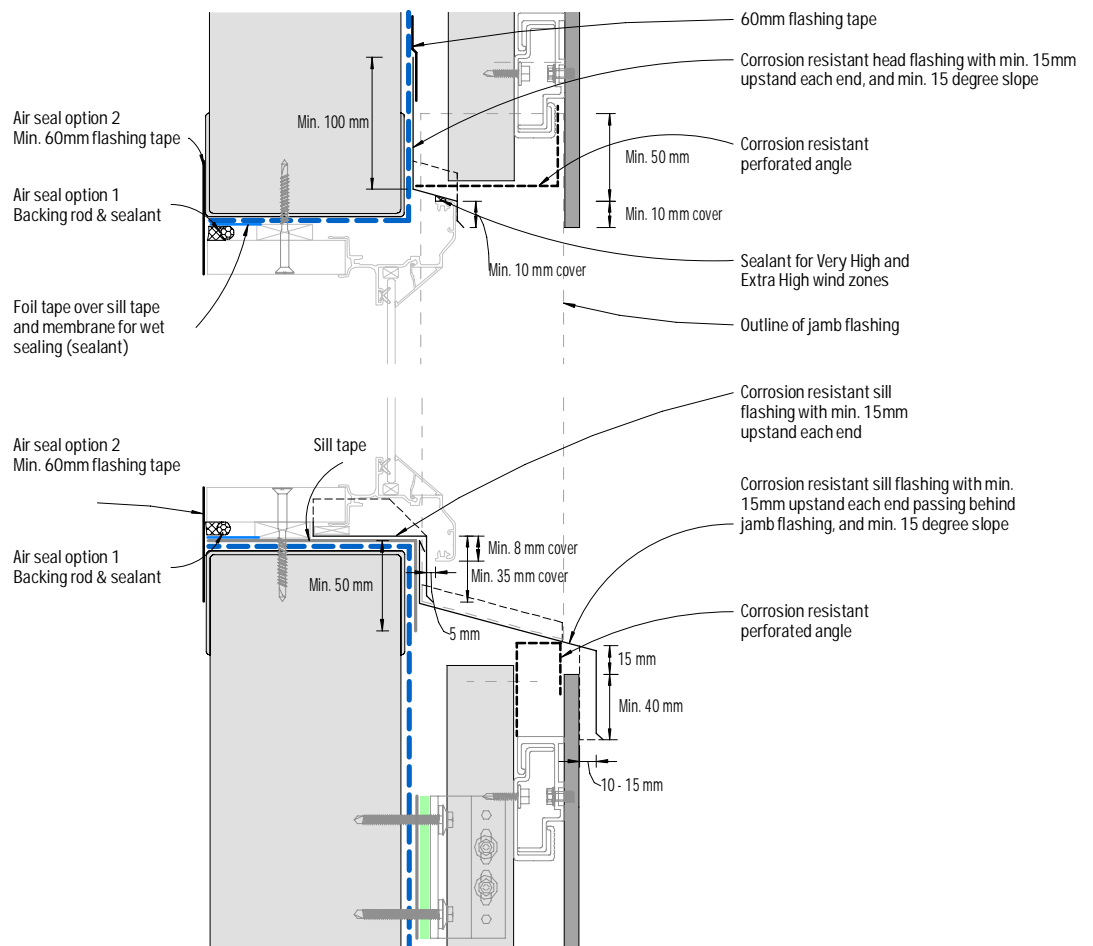 60mm flashing tape
Corrosion resistant head flashing with min. 15mm
upstand each end, and min. 15 degree slope
Air seal option 2
Min. 60mm flashing tape
Min. 100 mm
Min. 50 mm
Corrosion resistant
perforated angle
Air seal option 1
Backing rod & sealant
Min. 10 mm cover
Min. 10 mm cover
Sealant for Very High and
Extra High wind zones
Foil tape over sill tape
and membrane for wet
sealing (sealant)
Outline of jamb flashing
Corrosion resistant sill
flashing with min. 15mm
upstand each end
Air seal option 2
Min. 60mm flashing tape
Sill tape
Corrosion resistant sill flashing with min.
15mm upstand each end passing behind
jamb flashing, and min. 15 degree slope
Air seal option 1
Backing rod & sealant
Min. 8 mm cover
Min. 35 mm cover
Min. 50 mm
5 mm
Corrosion resistant
perforated angle
15 mm
Min. 40 mm
10 - 15 mm